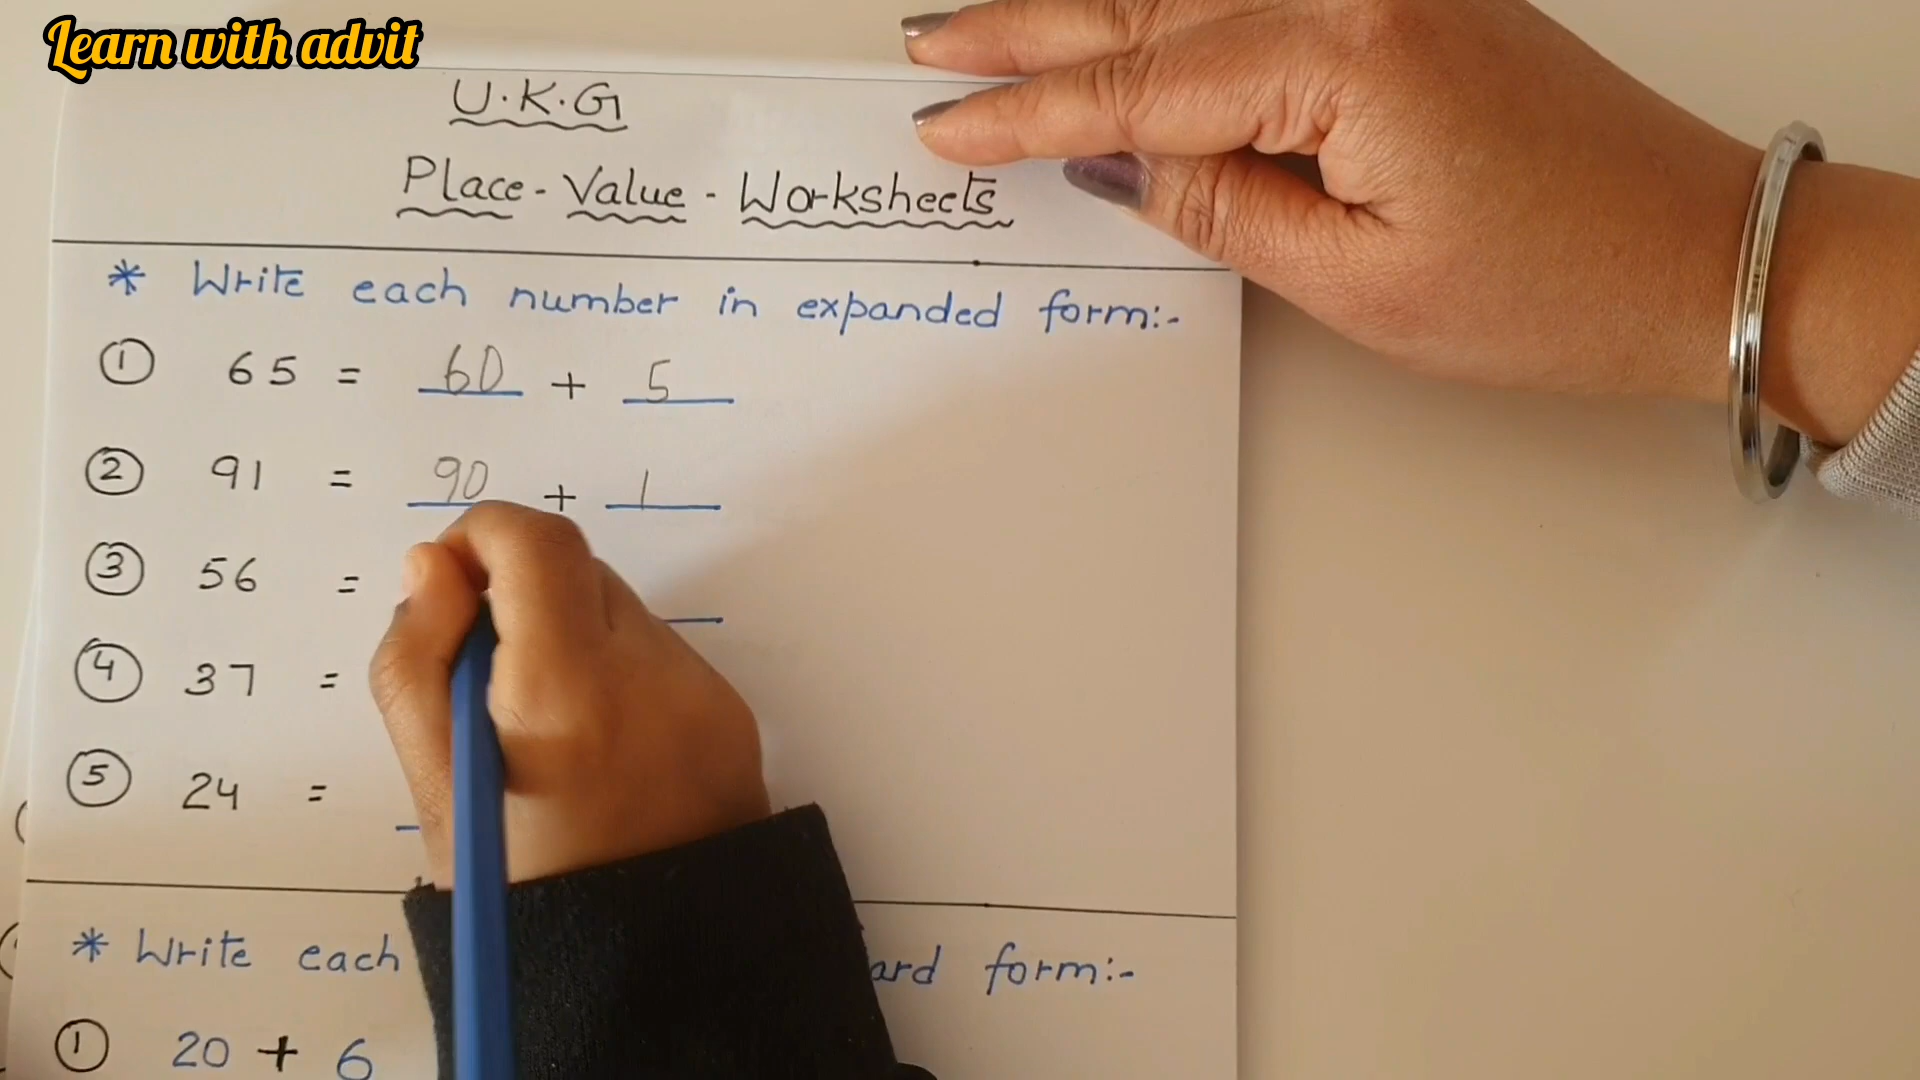 Learn with advit
U.K.G
Place - Value - Worksheets
* Write each number in expanded form:-
① 65 = 60 + 5
② 91 = 90 + 1
③ 56 =
④ 37 =
⑤ 24 =
* Write each form:-
① 20 + 6